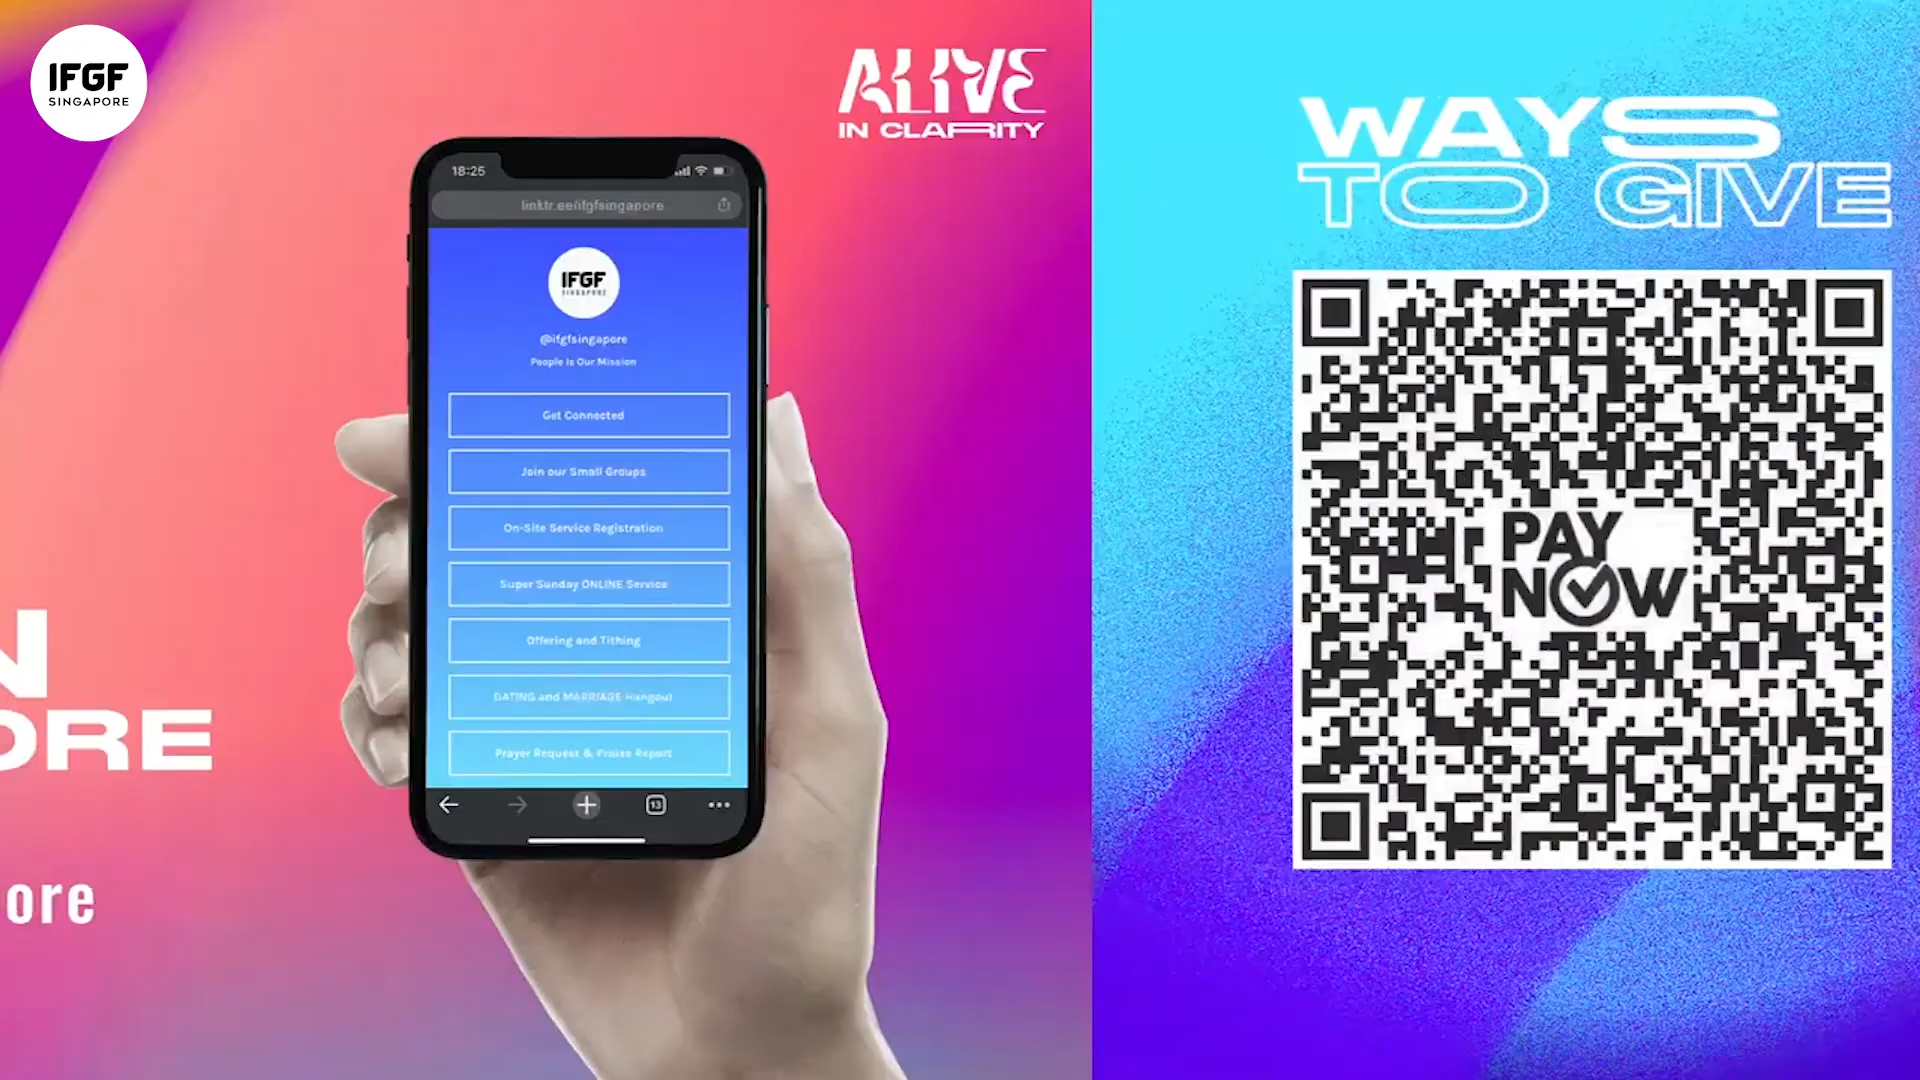 IFGF
SINGAPORE
ALIVE
IN CLARITY
18:25
linktr.ee/ifgfsingapore
IFGF
SINGAPORE
@ifgfsingapore
People Is Our Mission
Get Connected
Join our Small Groups
On-Site Service Registration
Super Sunday ONLINE Service
Offering and Tithing
DATING and MARRIAGE Hangout
Prayer Request & Praise Report
13
N
ORE
ore
WAYS
TO GIVE
PAY
NOW